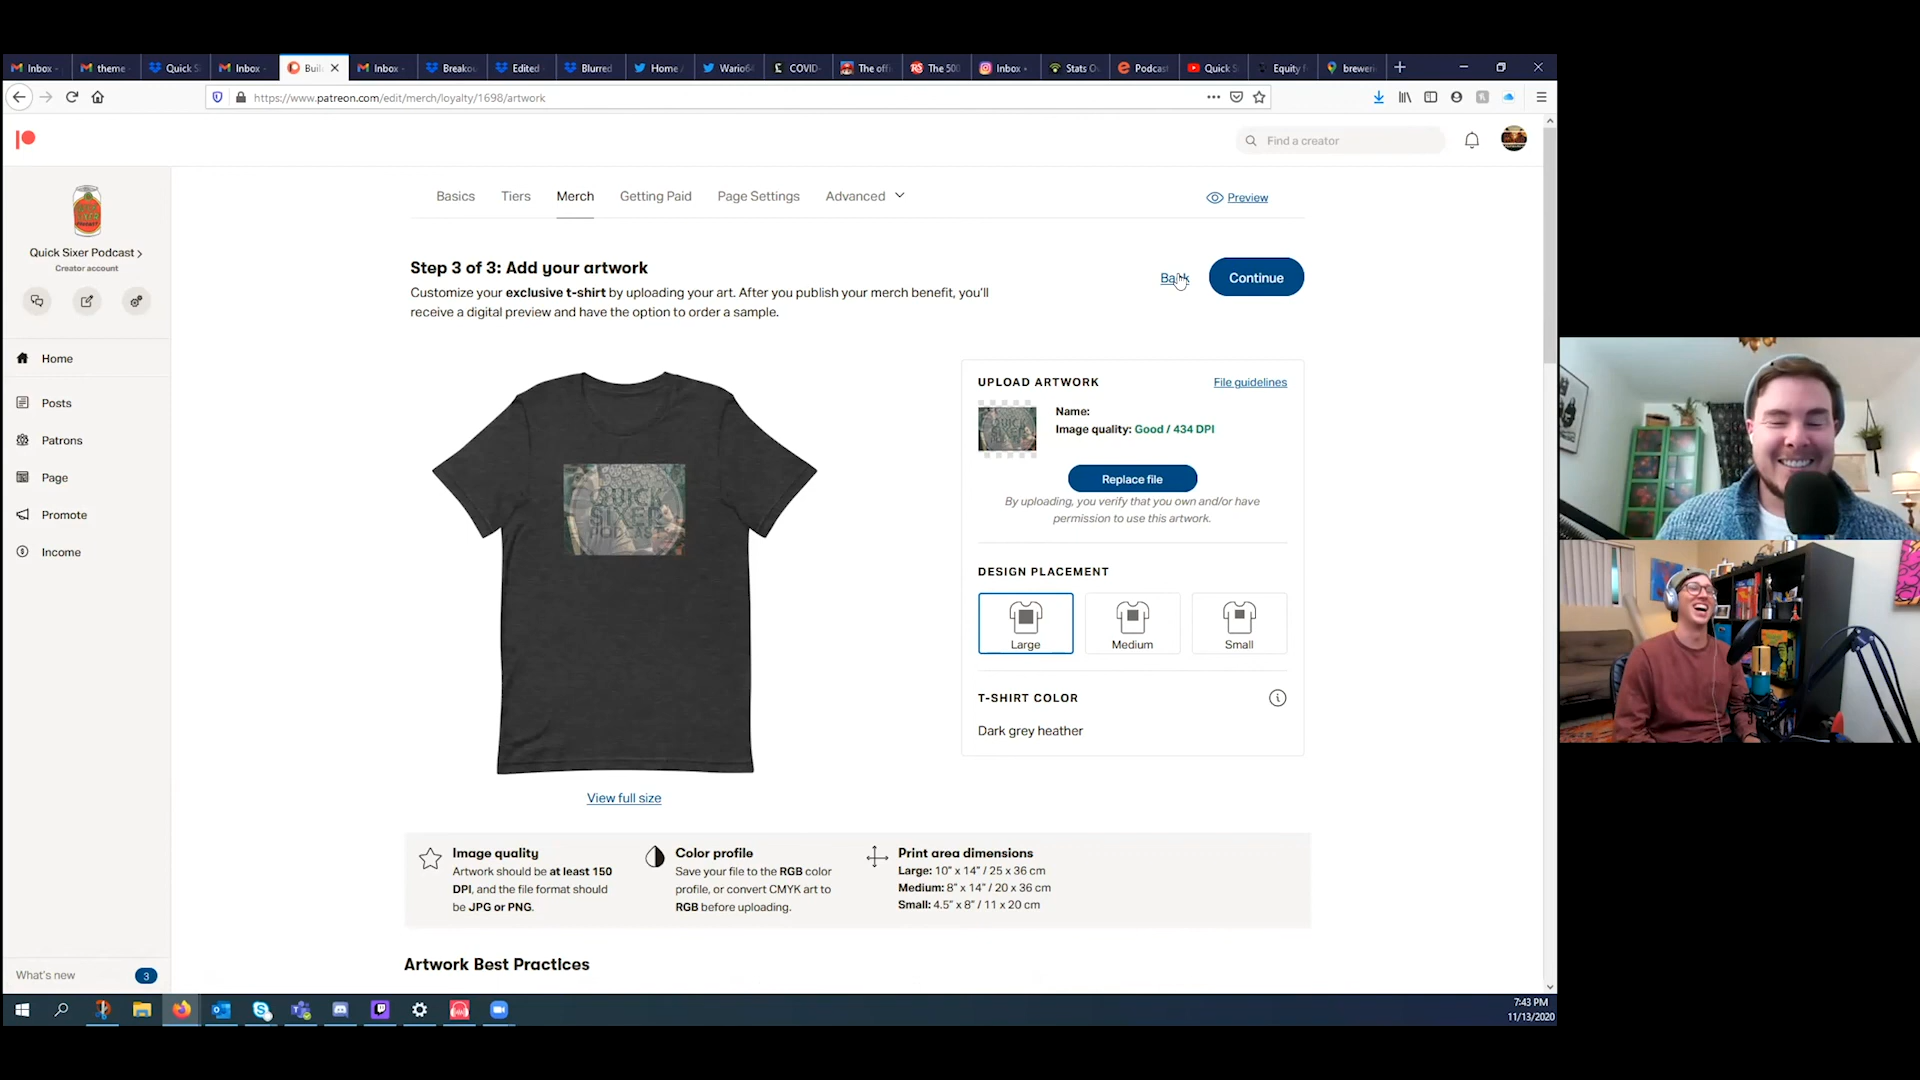 Inbox -
theme
Quick S
Inbox
Buil
Inbox
Breakou
Edited
Blurred
Home /
Wario64
COVID-
The offi
The 500
Inbox •
Stats O
Podcast
Quick S
Equity f
breweri
https://www.patreon.com/edit/merch/loyalty/1698/artwork
Find a creator
Quick Sixer Podcast
Creator account
Home
Posts
Patrons
Page
Promote
Income
What's new
3
Basics
Tiers
Merch
Getting Paid
Page Settings
Advanced
Preview
Step 3 of 3: Add your artwork
Customize your exclusive t-shirt by uploading your art. After you publish your merch benefit, you'll
receive a digital preview and have the option to order a sample.
Back
Continue
QUICK
SIXER
PODCAST
View full size
UPLOAD ARTWORK
File guidelines
Name:
Image quality: Good / 434 DPI
Replace file
By uploading, you verify that you own and/or have
permission to use this artwork.
DESIGN PLACEMENT
Large
Medium
Small
T-SHIRT COLOR
Dark grey heather
Image quality
Artwork should be at least 150
DPI, and the file format should
be JPG or PNG.
Color profile
Save your file to the RGB color
profile, or convert CMYK art to
RGB before uploading.
Print area dimensions
Large: 10" x 14" / 25 x 36 cm
Medium: 8" x 14" / 20 x 36 cm
Small: 4.5" x 8" / 11 x 20 cm
Artwork Best Practices
7:43 PM
11/13/2020